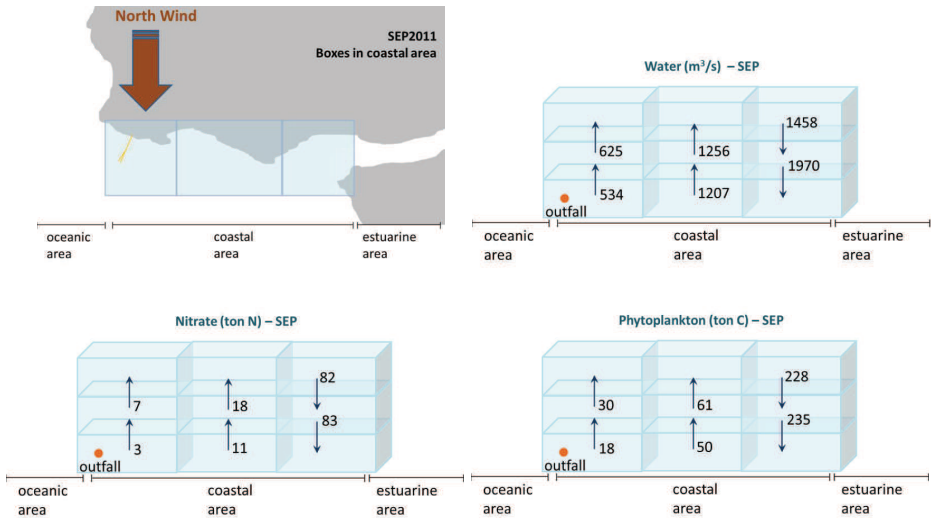 North Wind
SEP2011
Boxes in coastal area
oceanic
area
coastal
area
estuarine
area
Water (m³/s) – SEP
1458
625
1256
1970
534
1207
outfall
oceanic
area
coastal
area
estuarine
area
Nitrate (ton N) – SEP
82
7
18
83
3
11
outfall
oceanic
area
coastal
area
estuarine
area
Phytoplankton (ton C) – SEP
228
30
61
235
18
50
outfall
oceanic
area
coastal
area
estuarine
area